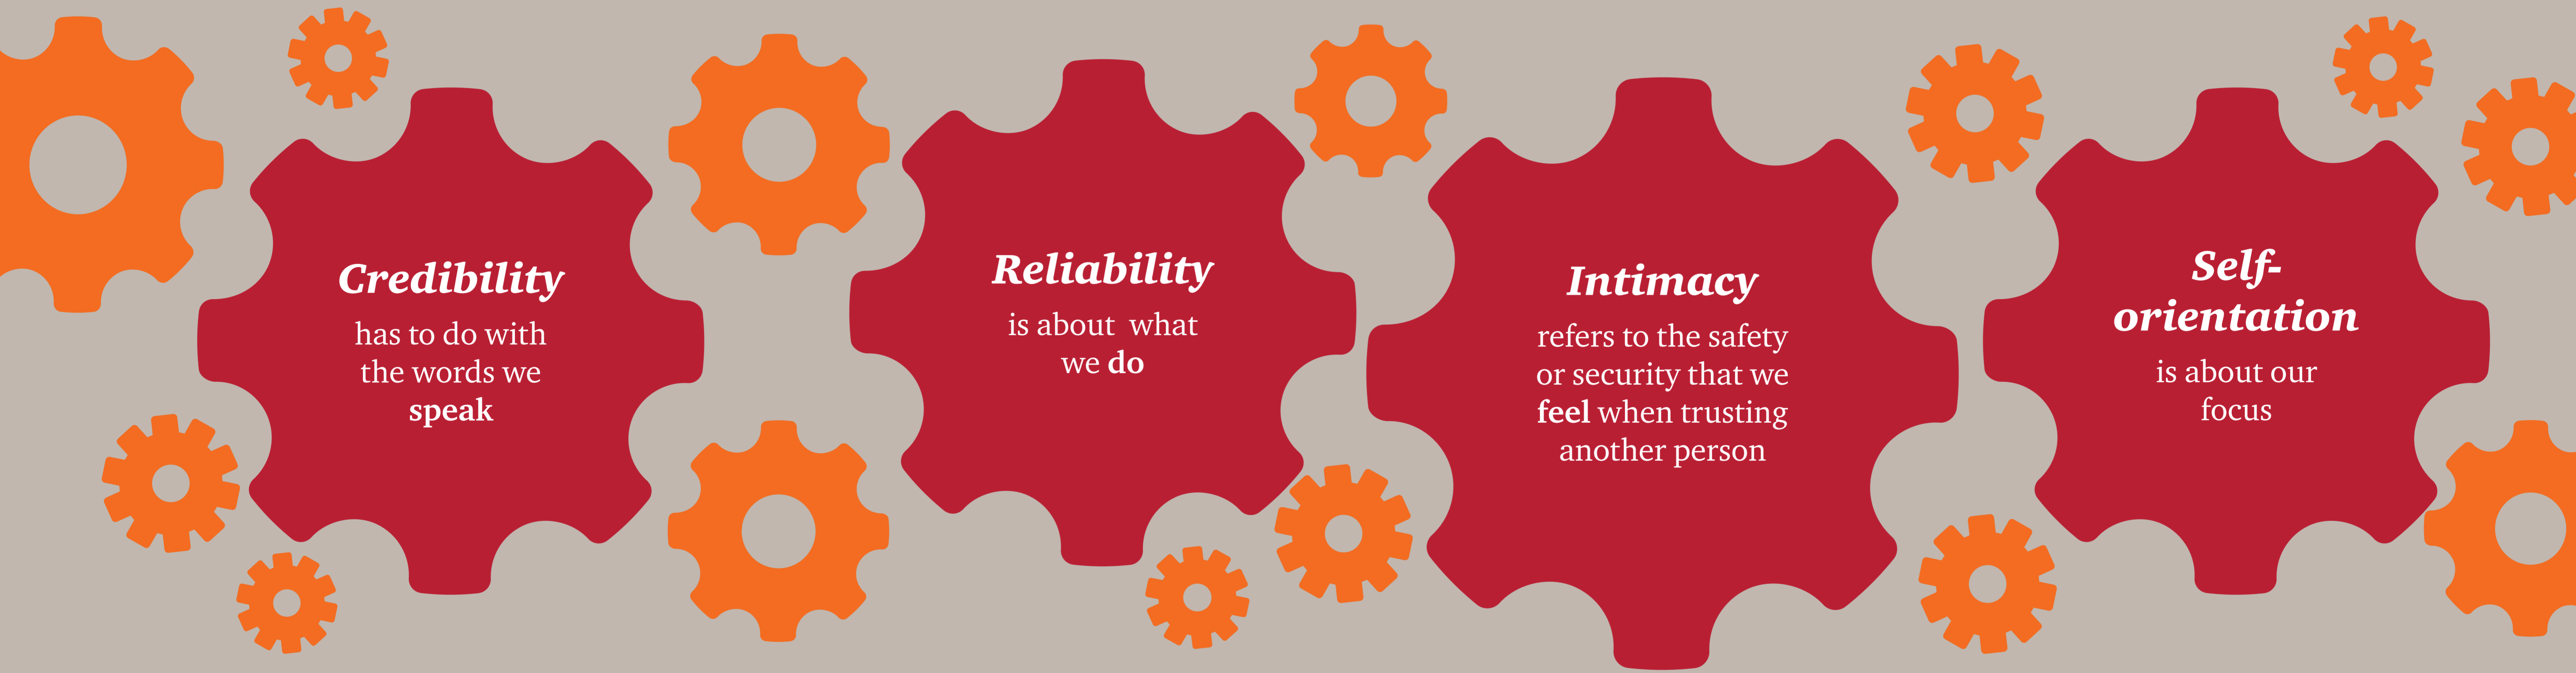 Credibility
has to do with
the words we
speak
Reliability
is about  what
we do
Intimacy
refers to the safety
or security that we
feel when trusting
another person
Self-
orientation
is about our
focus